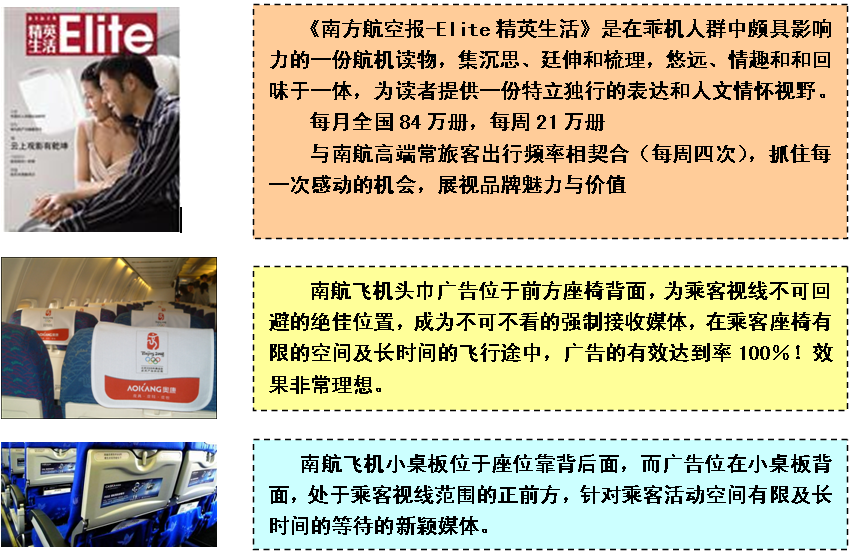 精英
生活
Elite
云上观影有乾坤
《南方航空报-Elite 精英生活》是在乘机人群中颇具影响
力的一份航机读物，集沉思、廷伸和梳理，悠远、情趣和和回
味于一体，为读者提供一份特立独行的表达和人文情怀视野。
每月全国 84 万册，每周 21 万册
与南航高端常旅客出行频率相契合（每周四次），抓住每
一次感动的机会，展视品牌魅力与价值
Beijing 2008
AOKANG 奥康
南航飞机头巾广告位于前方座椅背面，为乘客视线不可回
避的绝佳位置，成为不可不看的强制接收媒体，在乘客座椅有
限的空间及长时间的飞行途中，广告的有效达到率 100％！效
果非常理想。
南航飞机小桌板位于座位靠背后面，而广告位在小桌板背
面，处于乘客视线范围的正前方，针对乘客活动空间有限及长
时间的等待的新颖媒体。